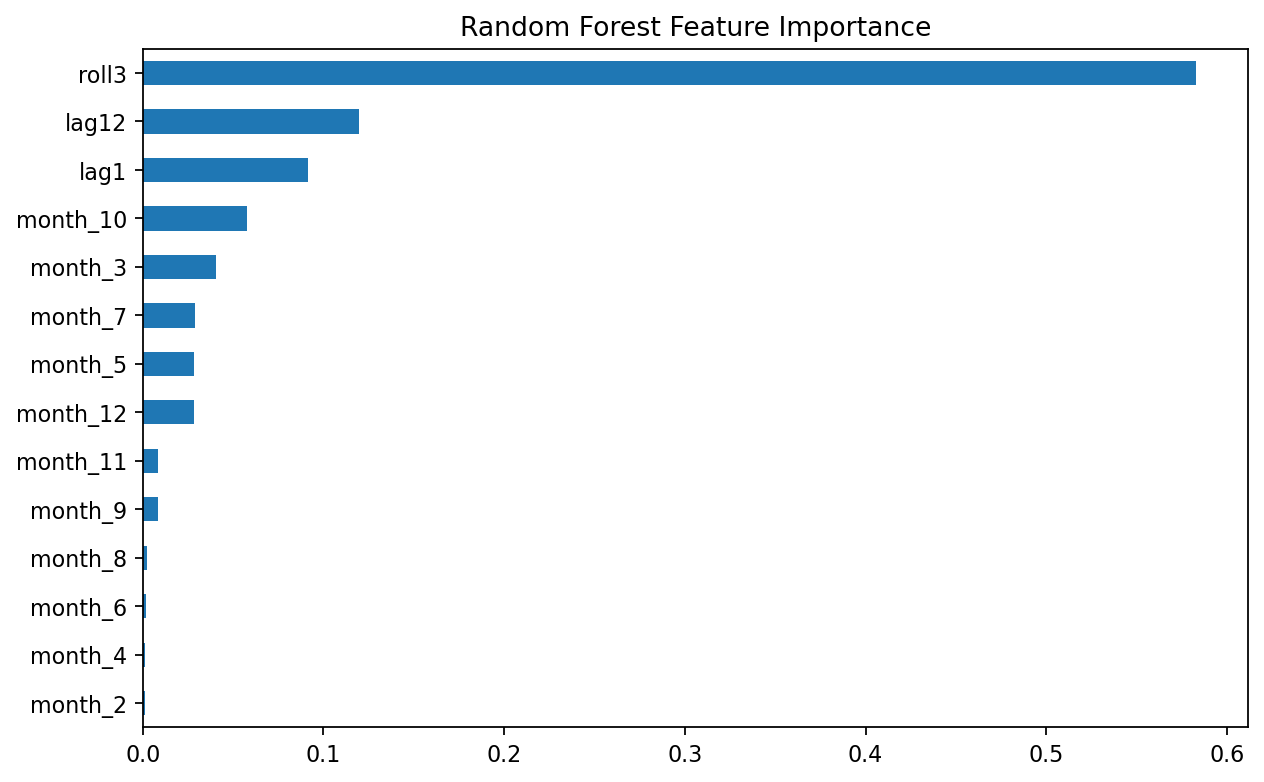 Random Forest Feature Importance
roll3
lag12
lag1
month_10
month_3
month_7
month_5
month_12
month_11
month_9
month_8
month_6
month_4
month_2
0.0 0.1 0.2 0.3 0.4 0.5 0.6